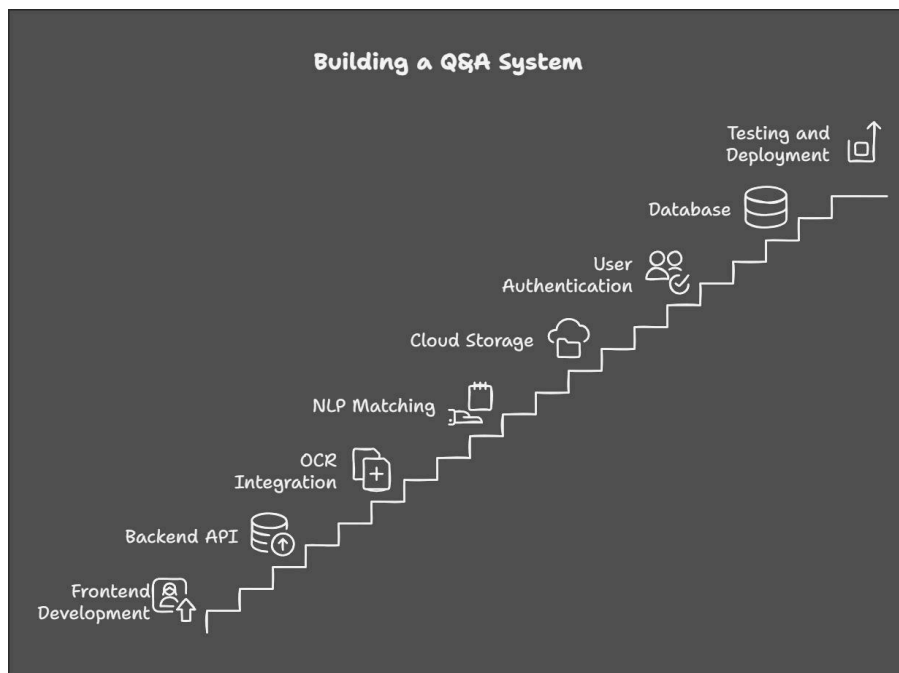 Building a Q&A System
Testing and
Deployment
Database
User
Authentication
Cloud Storage
NLP Matching
OCR
Integration
Backend API
Frontend
Development